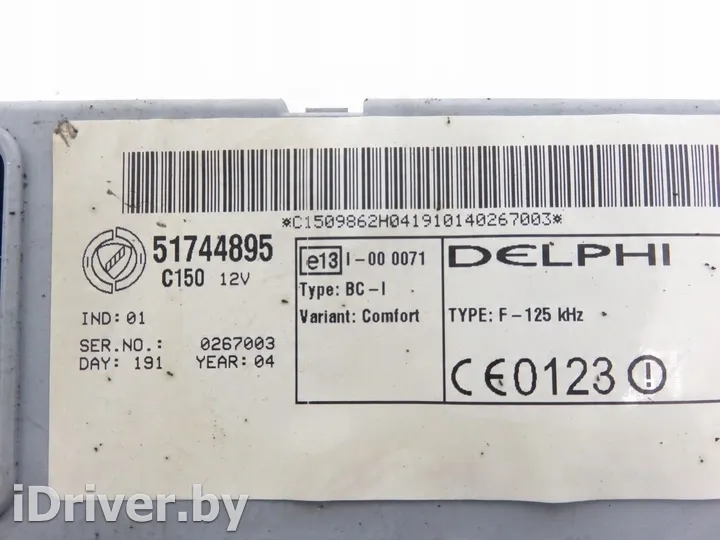 *C1509862H041910140267003*
51744895
C150 12V
IND: 01
SER.NO.: 0267003
DAY: 191 YEAR: 04
e13 I-00 0071
Type: BC-I
Variant: Comfort
DELPHI
TYPE: F-125 kHz
CE0123
iDriver.by